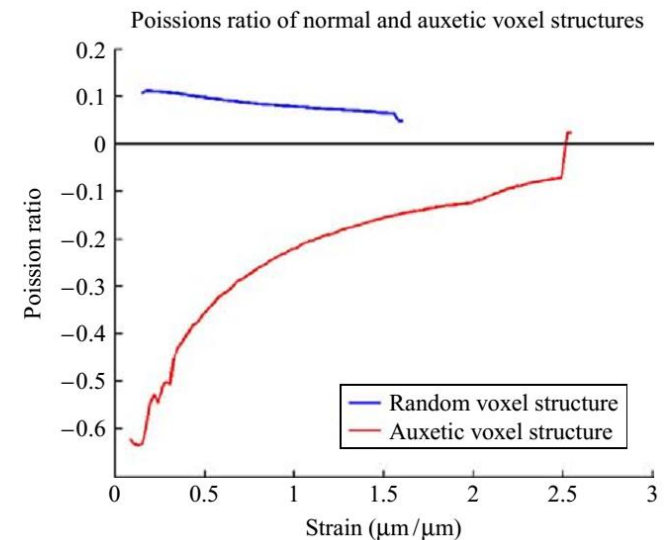 Poissions ratio of normal and auxetic voxel structures
0.2
0.1
0
−0.1
−0.2
−0.3
−0.4
−0.5
−0.6
Poission ratio
Random voxel structure
Auxetic voxel structure
0 0.5 1 1.5 2 2.5 3
Strain (μm/μm)